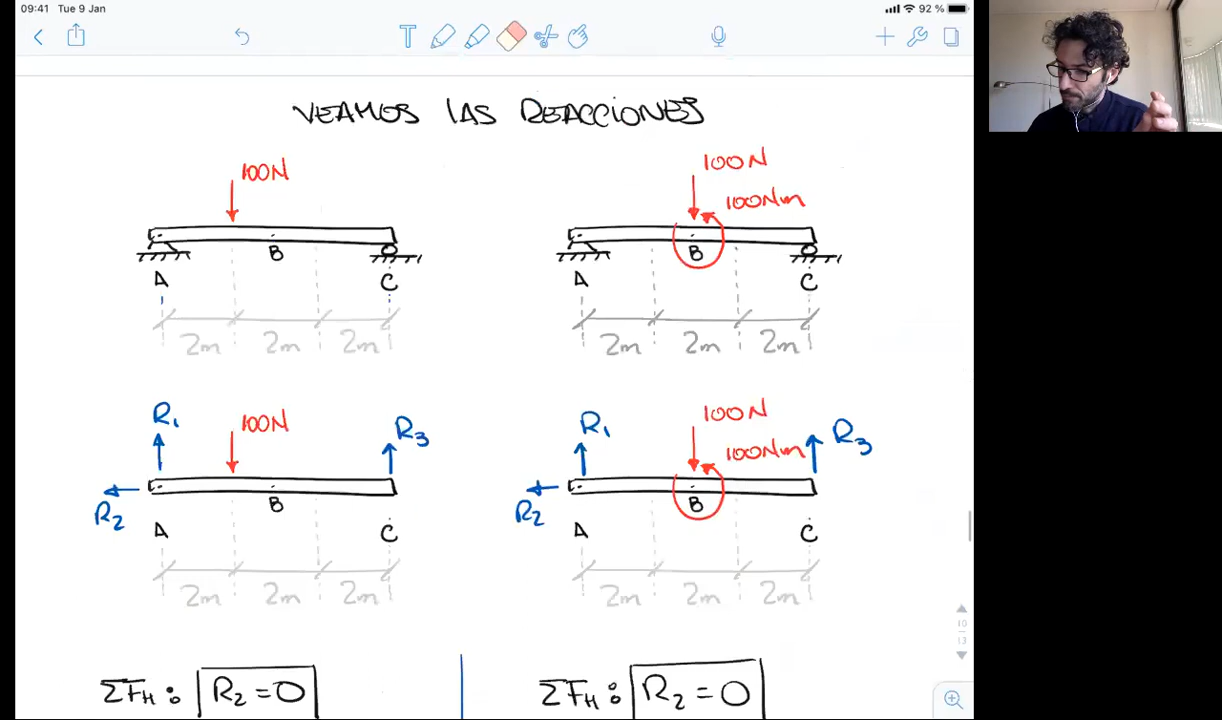 09:41 Tue 9 Jan 92 %
T
VEAMOS LAS REACCIONES
100N
B
A C
2m 2m 2m
100N
100Nm
B
A C
2m 2m 2m
R1 100N R3
R2 B
A C
2m 2m 2m
R1 100N R3
100Nm
R2 B
A C
2m 2m 2m
ΣFH: R2 = 0
ΣFH: R2 = 0
10
13